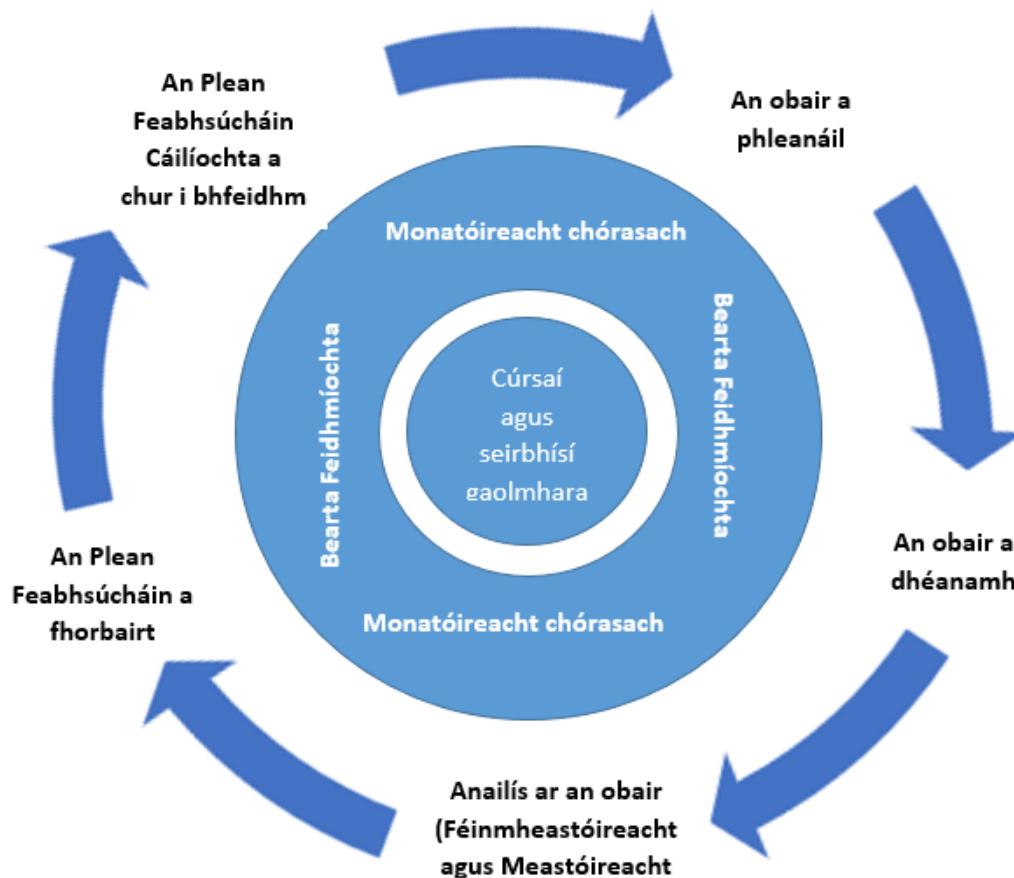 An Plean
Feabhsúcháin
Cáilíochta a
chur i bhfeidhm
An obair a
phleanáil
Monatóireacht chórasach
Bearta Feidhmíochta
Cúrsaí
agus
seirbhísí
gaolmhara
Bearta Feidhmíochta
An obair a
dhéanamh
An Plean
Feabhsúcháin a
fhorbairt
Monatóireacht chórasach
Anailís ar an obair
(Féinmheastóireacht
agus Meastóireacht